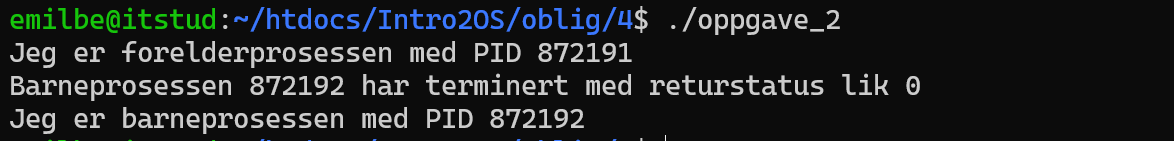 emilbe@itstud:~/htdocs/Intro2OS/oblig/4$ ./oppgave_2
Jeg er forelderprosessen med PID 872191
Barneprosessen 872192 har terminert med returstatus lik 0
Jeg er barneprosessen med PID 872192